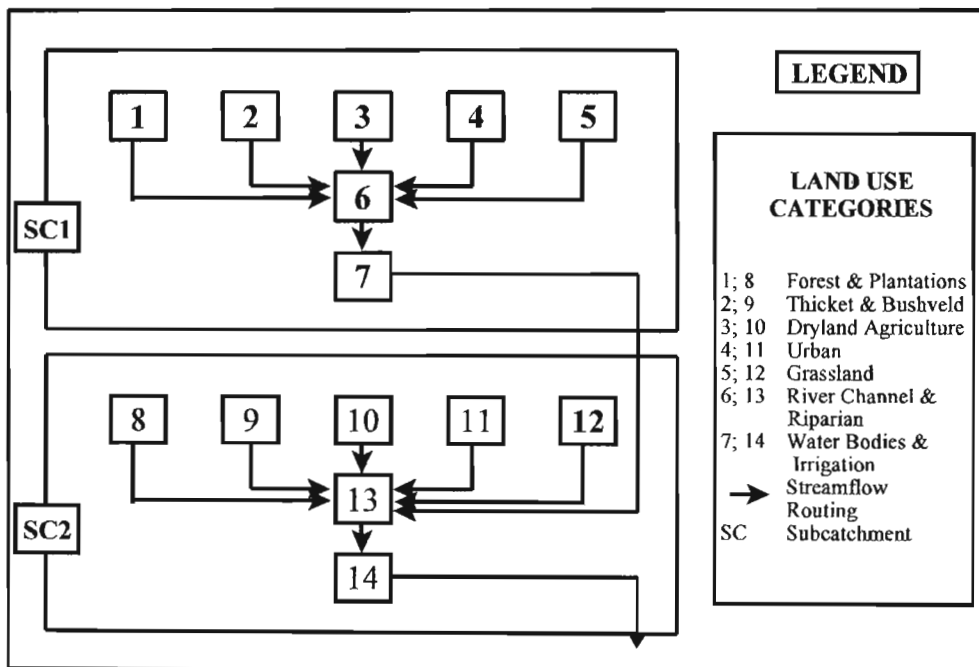 LEGEND
1 2 3 4 5
6
SC1
7
8 9 10 11 12
13
SC2
14
LAND USE
CATEGORIES
1; 8 Forest & Plantations
2; 9 Thicket & Bushveld
3; 10 Dryland Agriculture
4; 11 Urban
5; 12 Grassland
6; 13 River Channel &
Riparian
7; 14 Water Bodies &
Irrigation
Streamflow
Routing
SC Subcatchment